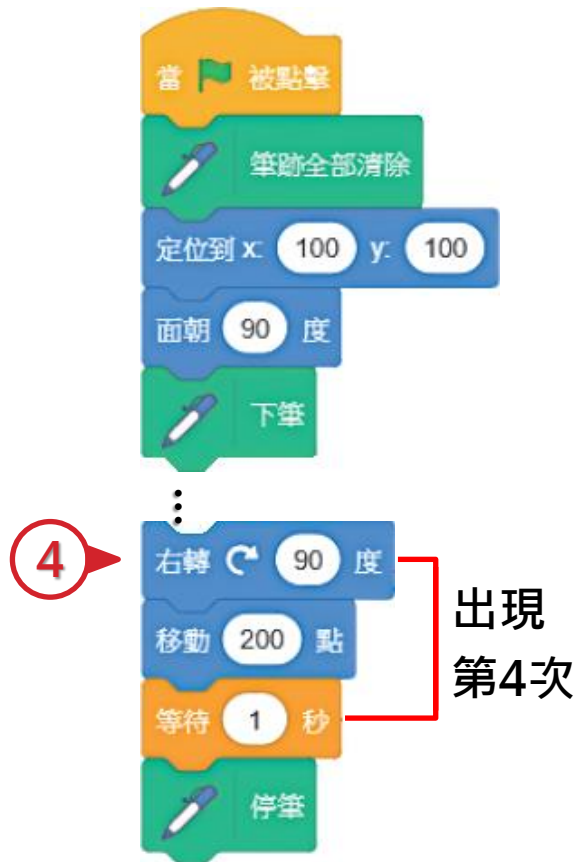 當 被點擊
筆跡全部清除
定位到 x: 100 y: 100
面朝 90 度
下筆
⋮
4 右轉 90 度
移動 200 點
等待 1 秒
出現
第4次
停筆